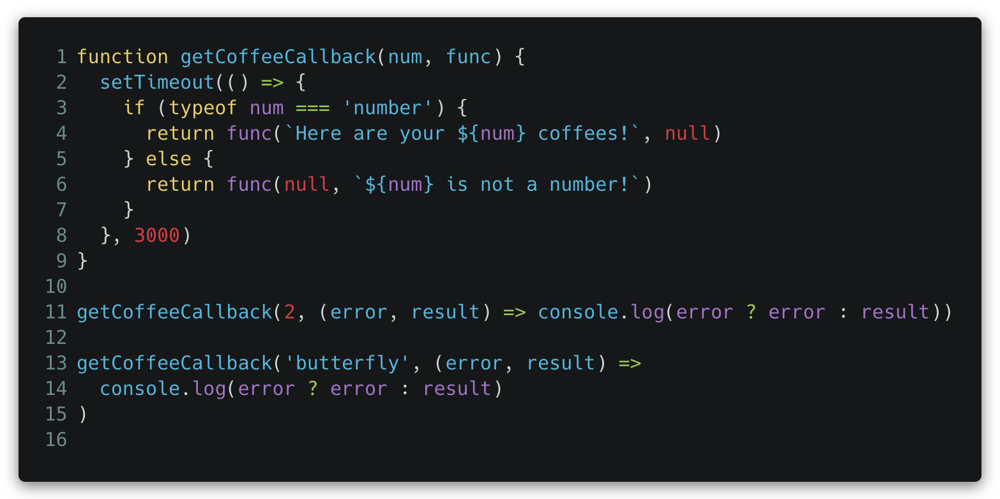 1 function getCoffeeCallback(num, func) {
2   setTimeout(() => {
3     if (typeof num === 'number') {
4       return func(`Here are your ${num} coffees!`, null)
5     } else {
6       return func(null, `${num} is not a number!`)
7     }
8   }, 3000)
9 }
10
11 getCoffeeCallback(2, (error, result) => console.log(error ? error : result))
12
13 getCoffeeCallback('butterfly', (error, result) =>
14   console.log(error ? error : result)
15 )
16